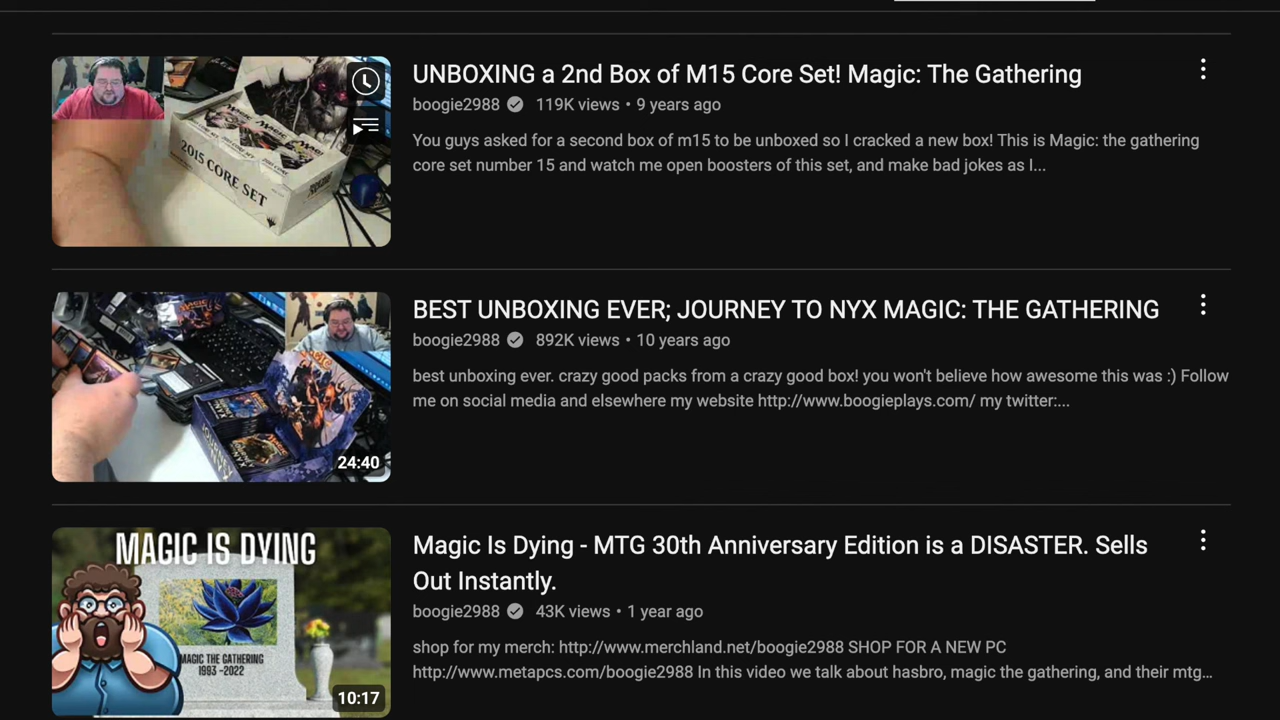 2015 CORE SET
UNBOXING a 2nd Box of M15 Core Set! Magic: The Gathering
boogie2988 119K views • 9 years ago
You guys asked for a second box of m15 to be unboxed so I cracked a new box! This is Magic: the gathering
core set number 15 and watch me open boosters of this set, and make bad jokes as I...
24:40
BEST UNBOXING EVER; JOURNEY TO NYX MAGIC: THE GATHERING
boogie2988 892K views • 10 years ago
best unboxing ever. crazy good packs from a crazy good box! you won't believe how awesome this was :) Follow
me on social media and elsewhere my website http://www.boogieplays.com/ my twitter:...
MAGIC IS DYING
MAGIC THE GATHERING
1993 -2022
10:17
Magic Is Dying - MTG 30th Anniversary Edition is a DISASTER. Sells
Out Instantly.
boogie2988 43K views • 1 year ago
shop for my merch: http://www.merchland.net/boogie2988 SHOP FOR A NEW PC
http://www.metapcs.com/boogie2988 In this video we talk about hasbro, magic the gathering, and their mtg...